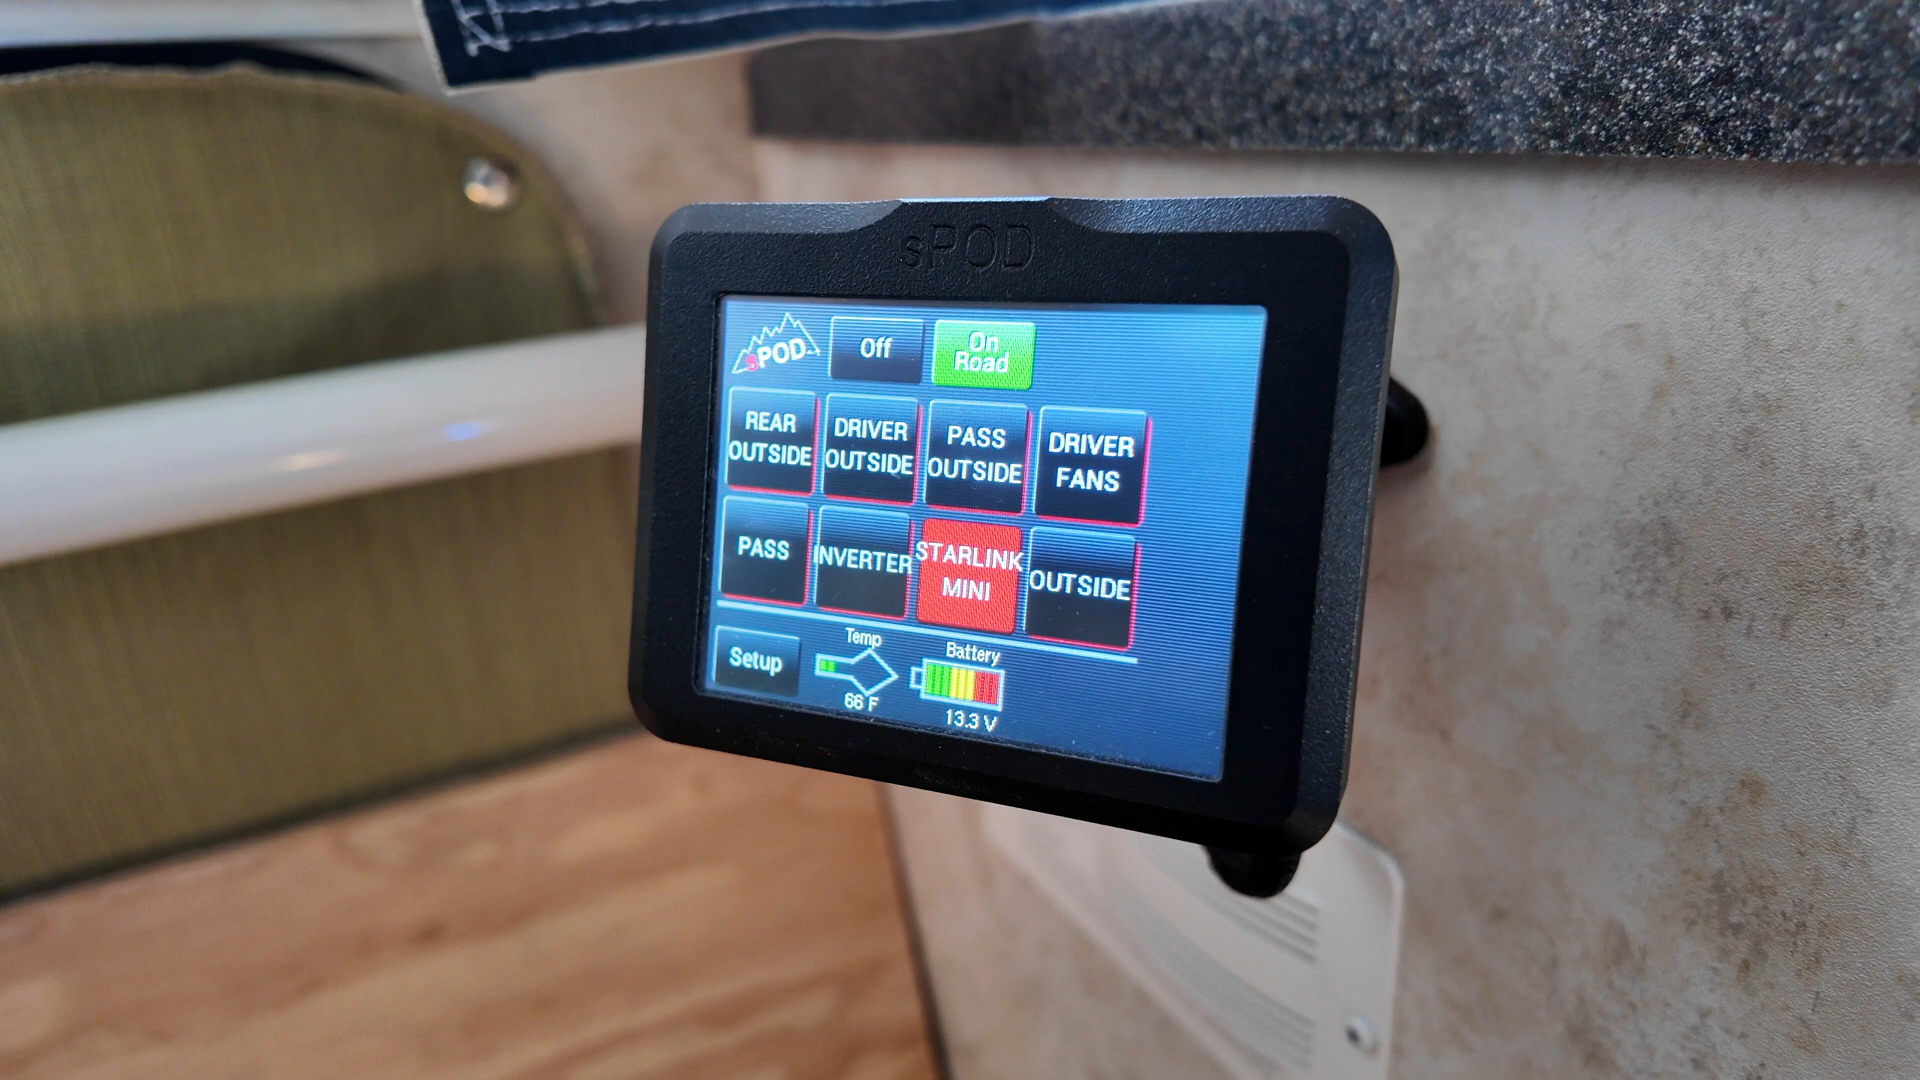 sPOD
sPOD
Off
On
Road
REAR
OUTSIDE
DRIVER
OUTSIDE
PASS
OUTSIDE
DRIVER
FANS
PASS
INVERTER
STARLINK
MINI
OUTSIDE
Setup
Temp
66 F
Battery
13.3 V